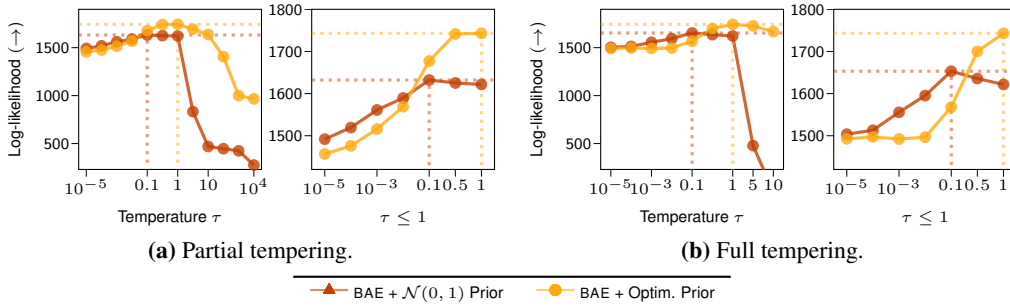 Log-likelihood (→)
1500
1000
500
10⁻⁵ 0.1 1 10 10⁴
Temperature τ
1800
1700
1600
1500
10⁻⁵ 10⁻³ 0.1 0.5 1
τ ≤ 1
(a) Partial tempering.
Log-likelihood (→)
1500
1000
500
10⁻⁵ 10⁻³ 0.1 1 5 10
Temperature τ
1800
1700
1600
1500
10⁻⁵ 10⁻³ 0.1 0.5 1
τ ≤ 1
(b) Full tempering.
BAE + 𝒩(0, 1) Prior BAE + Optim. Prior